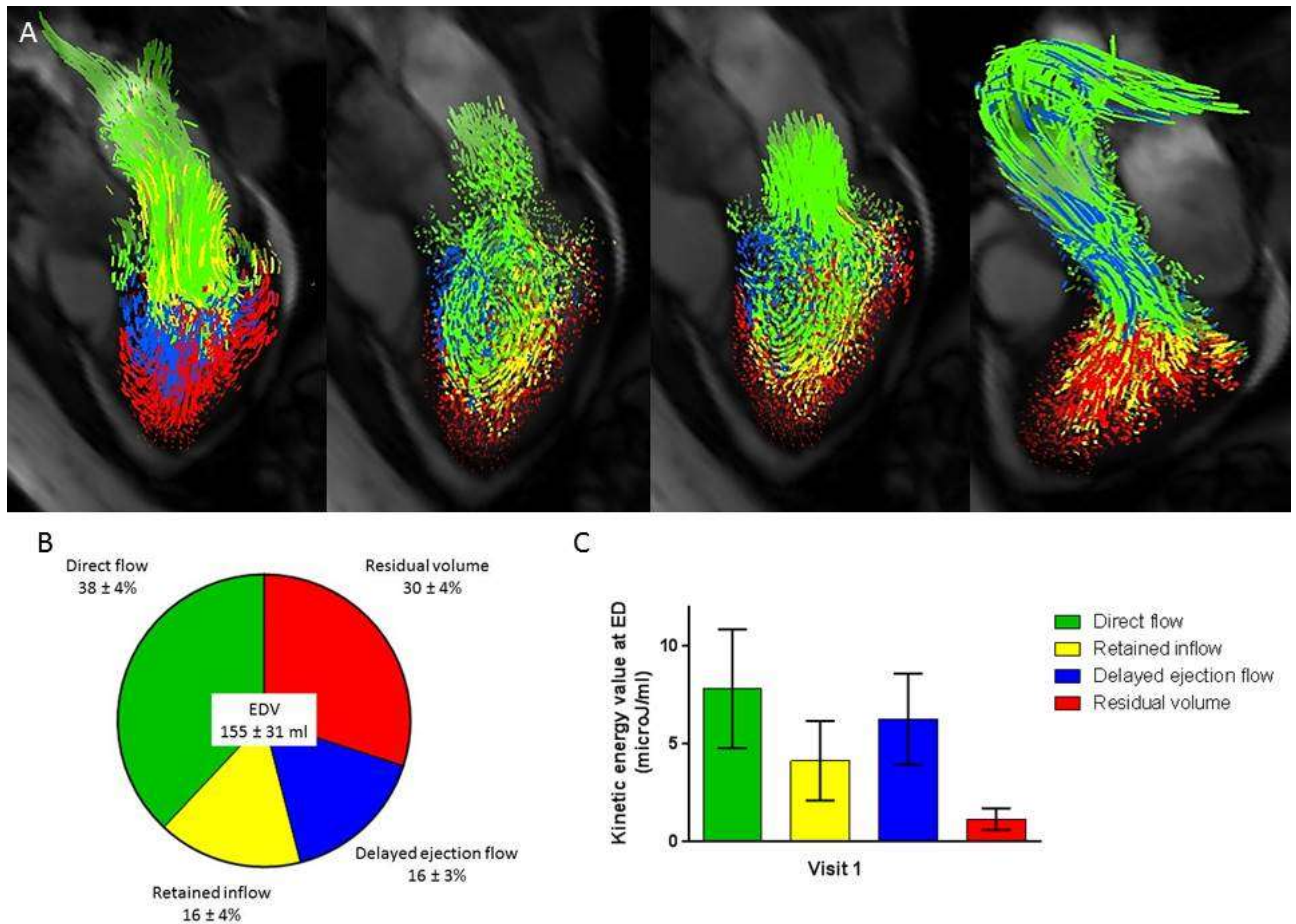 A
B
Direct flow
38 ± 4%
Residual volume
30 ± 4%
EDV
155 ± 31 ml
Delayed ejection flow
16 ± 3%
Retained inflow
16 ± 4%
C
Kinetic energy value at ED
(microJ/ml)
10
5
0
Visit 1
Direct flow
Retained inflow
Delayed ejection flow
Residual volume